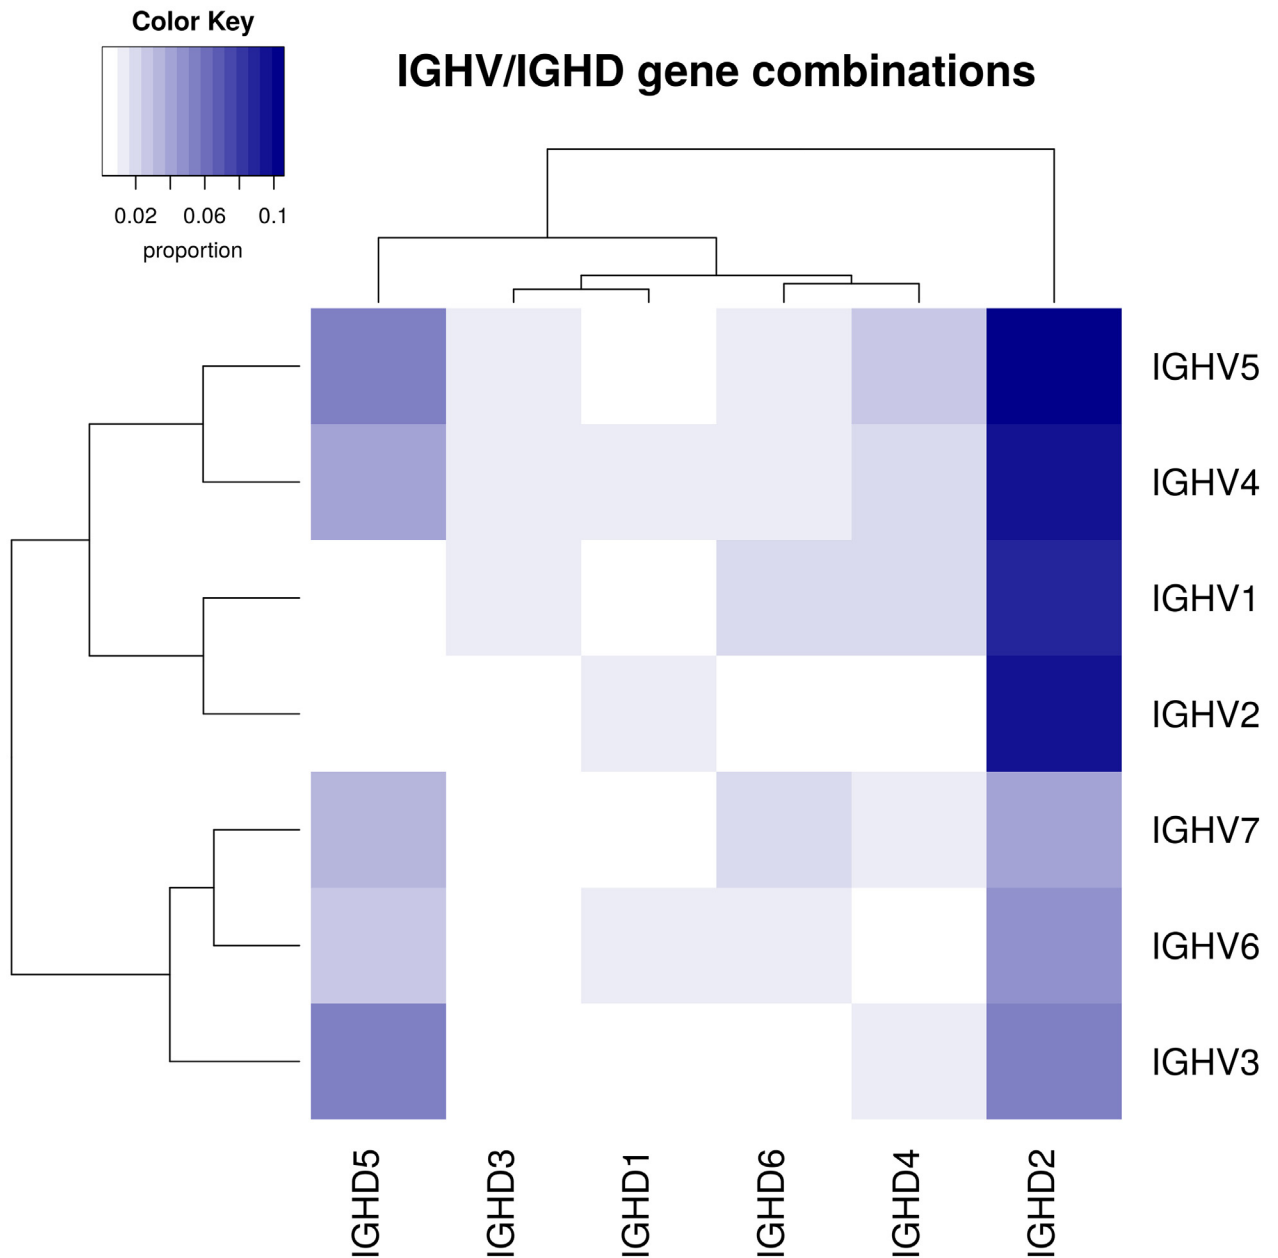 Color Key
IGHV/IGHD gene combinations
0.02 0.06 0.1
proportion
IGHV5
IGHV4
IGHV1
IGHV2
IGHV7
IGHV6
IGHV3
IGHD5 IGHD3 IGHD1 IGHD6 IGHD4 IGHD2